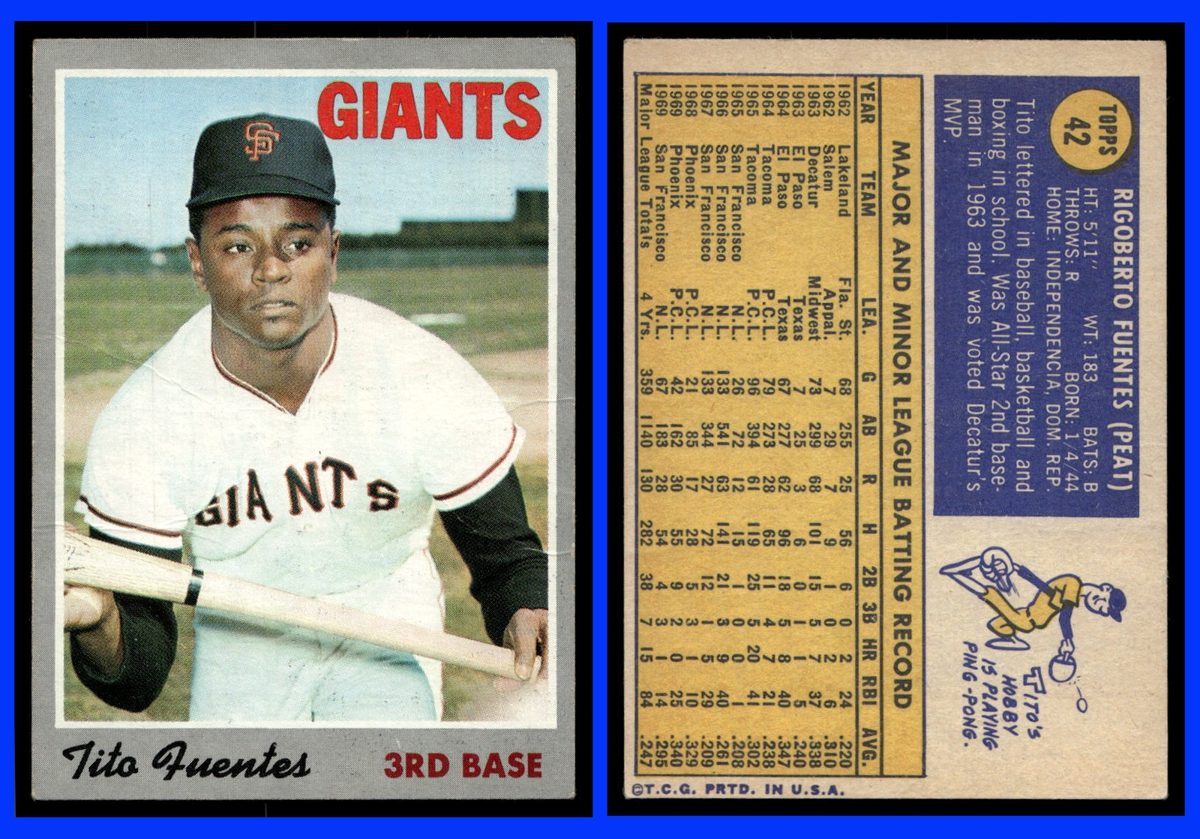 GIANTS
SF
GIANTS
Tito Fuentes
3RD BASE
TOPPS
42
RIGOBERTO FUENTES (PEAT)
HT: 5'11" WT: 183 BATS: B
THROWS: R BORN: 1/4/44
HOME: INDEPENDENCIA, DOM. REP.
Tito lettered in baseball, basketball and
boxing in school. Was All-Star 2nd base-
man in 1963 and was voted Decatur's
MVP
TITO'S
HOBBY
IS PLAYING
PING-PONG.
MAJOR AND MINOR LEAGUE BATTING RECORD
YEAR TEAM LEA. G AB R H 2B 3B HR RBI AVG.
1962 Lakeland Fla. St. 68 255 25 56 6 0 2 24 .220
1962 Salem Appal. 7 29 7 9 1 0 2 6 .310
1963 Decatur Midwest 73 299 68 101 15 5 7 37 .338
1963 El Paso Texas 7 25 3 6 0 1 1 5 .240
1964 El Paso Texas 67 277 62 96 18 5 8 40 .347
1964 Tacoma P.C.L. 79 273 28 65 11 4 4 21 .238
1965 Tacoma P.C.L. 96 394 61 119 25 5 20 41 .302
1965 San Francisco N.L. 26 72 12 15 1 0 0 1 .208
1966 San Francisco N.L. 133 541 63 141 21 3 9 40 .261
1967 San Francisco N.L. 133 344 27 72 12 1 5 29 .209
1968 Phoenix P.C.L. 21 85 17 28 5 3 1 10 .329
1969 Phoenix P.C.L. 42 162 30 55 9 2 0 25 .340
1969 San Francisco N.L. 67 183 28 54 4 3 1 14 .295
Major League Totals 4 Yrs. 359 1140 130 282 38 7 15 84 .247
©T.C.G. PRTD. IN U.S.A.